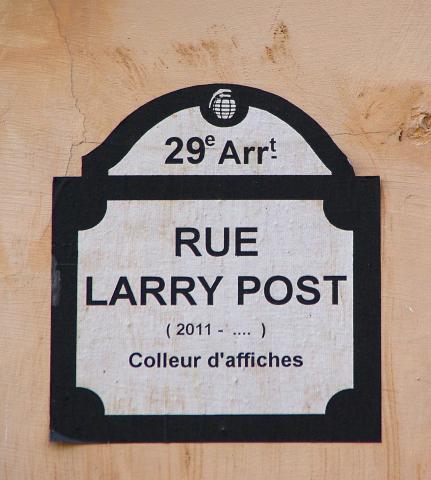 29e Arrt
RUE
LARRY POST
( 2011 - .... )
Colleur d'affiches